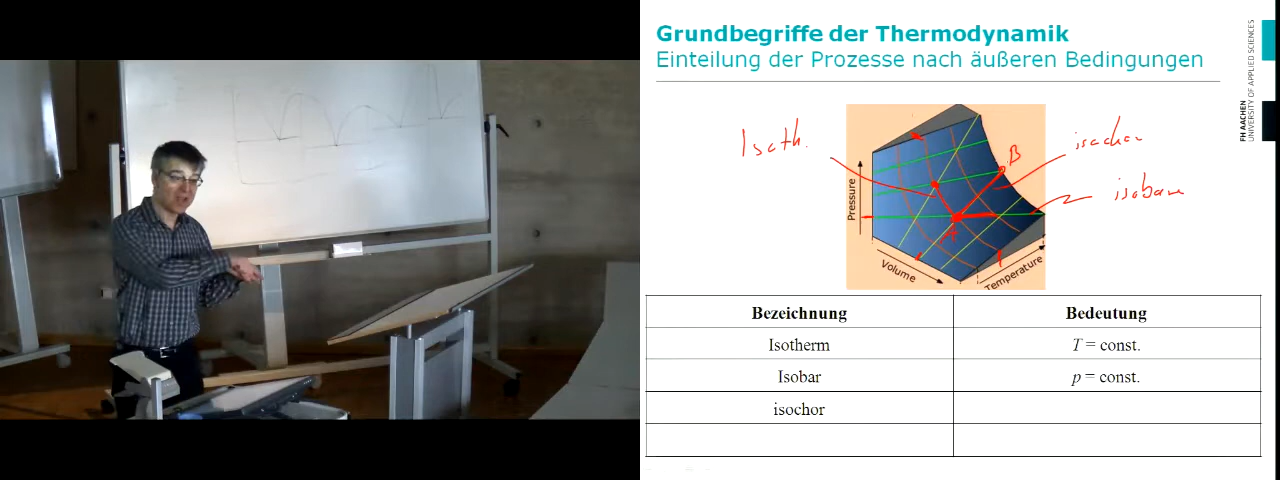 Grundbegriffe der Thermodynamik
Einteilung der Prozesse nach äußeren Bedingungen
FH AACHEN
UNIVERSITY OF APPLIED SCIENCES
Isoth.
B
isochor
isobare
A
Pressure
Volume
Temperature
Bezeichnung Bedeutung
Isotherm T = const.
Isobar p = const.
isochor